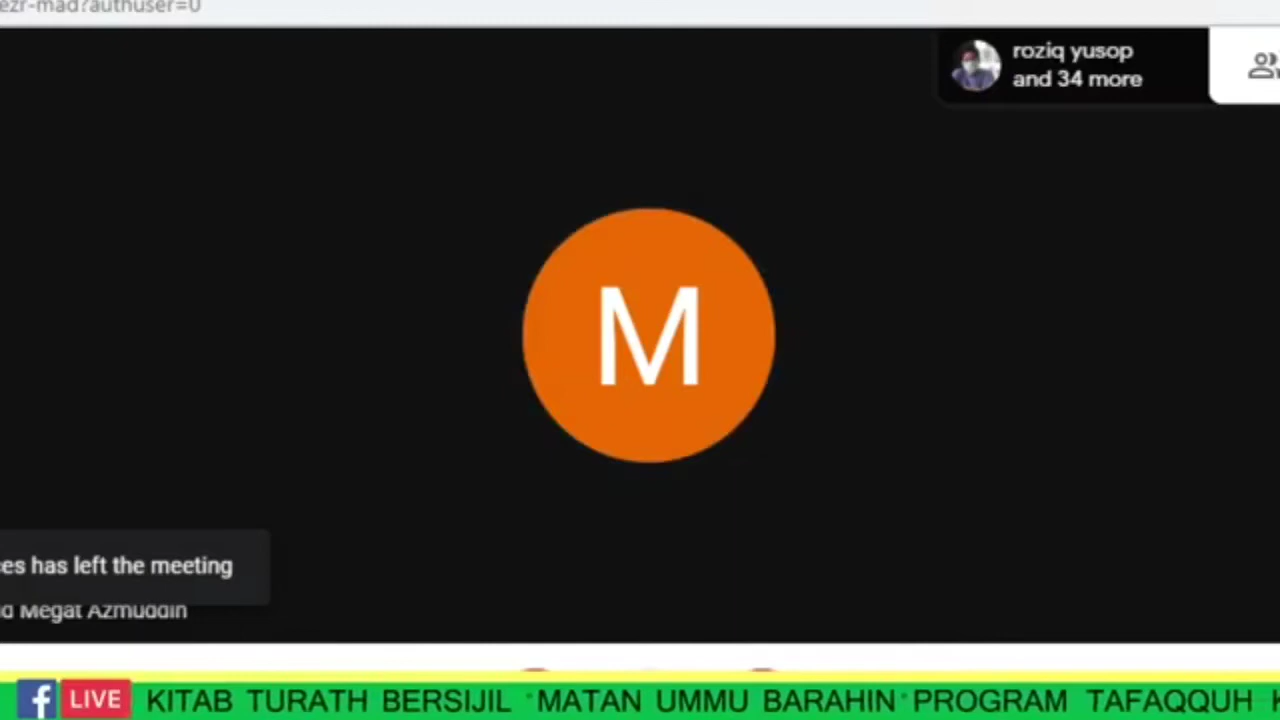 ezr-mad?authuser=0
roziq yusop
and 34 more
M
es has left the meeting
Megat Azmuddin
LIVE KITAB TURATH BERSIJIL *MATAN UMMU BARAHIN* PROGRAM TAFAQQUH